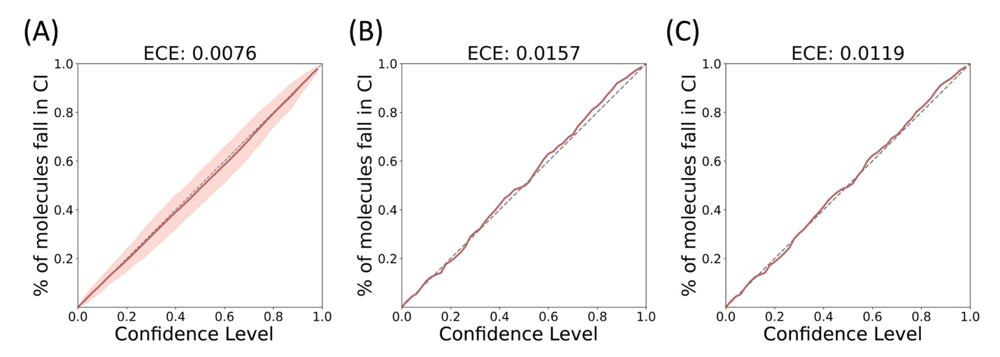 (A)
ECE: 0.0076
% of molecules fall in CI
1.0
0.8
0.6
0.4
0.2
0.0 0.2 0.4 0.6 0.8 1.0
Confidence Level
(B)
ECE: 0.0157
% of molecules fall in CI
1.0
0.8
0.6
0.4
0.2
0.0 0.2 0.4 0.6 0.8 1.0
Confidence Level
(C)
ECE: 0.0119
% of molecules fall in CI
1.0
0.8
0.6
0.4
0.2
0.0 0.2 0.4 0.6 0.8 1.0
Confidence Level